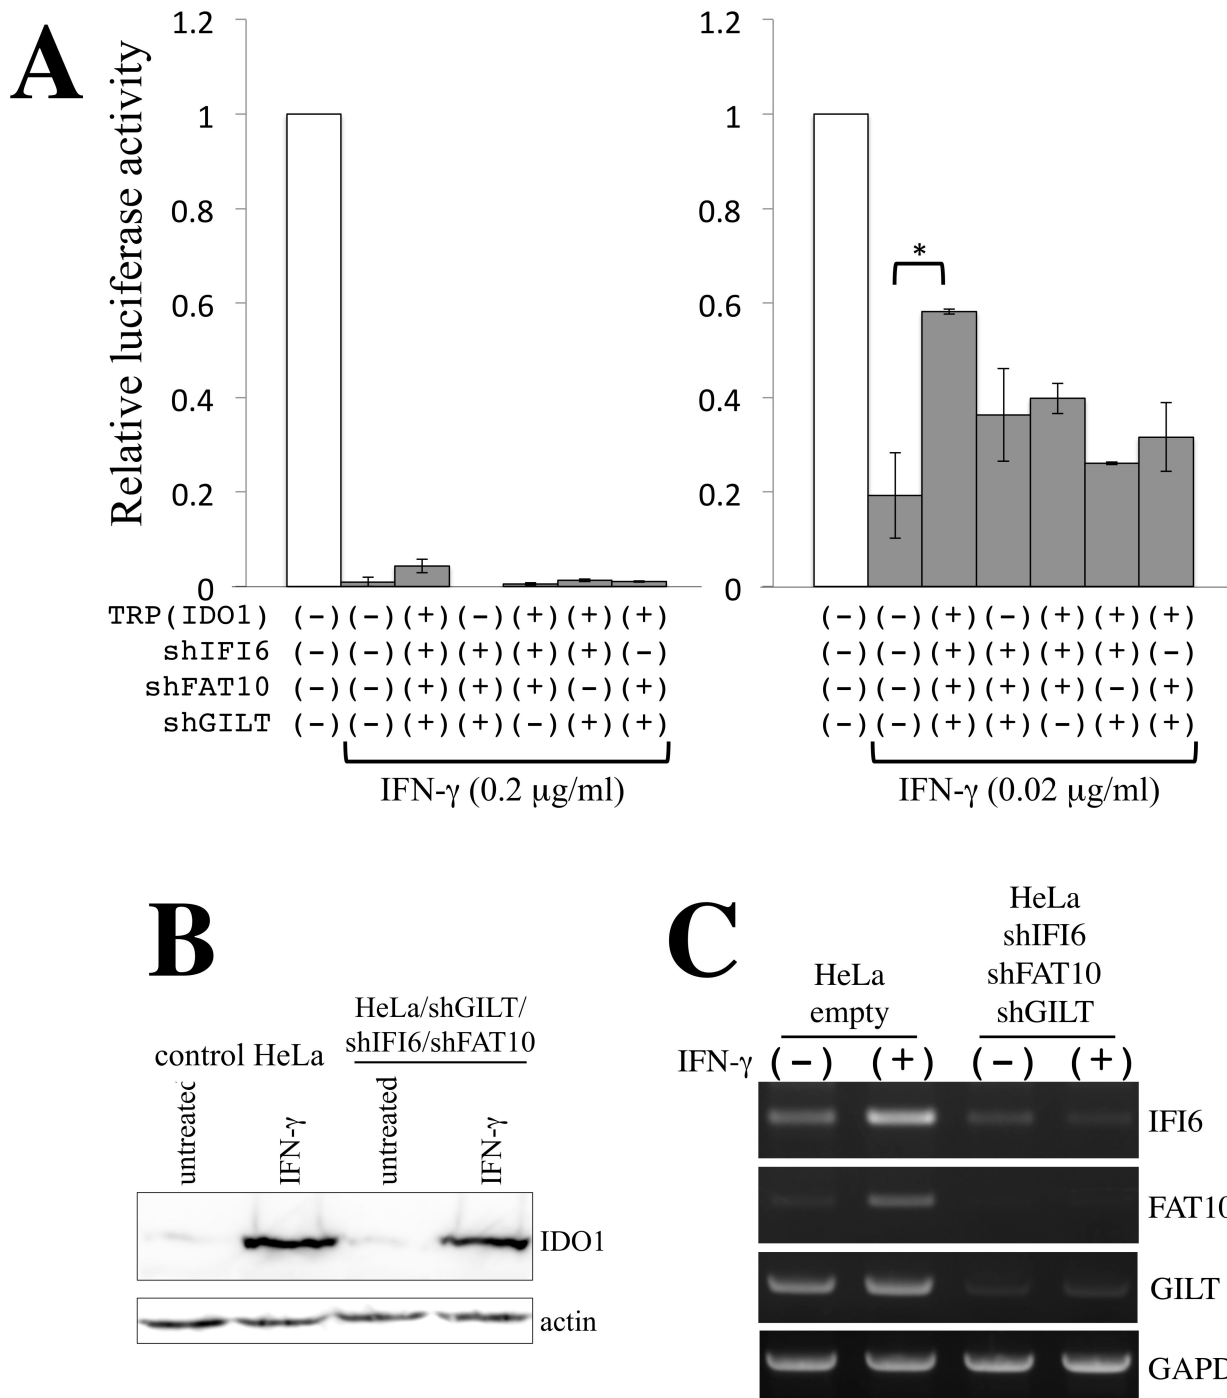 A
Relative luciferase activity
1.2
1
0.8
0.6
0.4
0.2
0
1.2
1
0.8
0.6
0.4
0.2
0
*
TRP(IDO1) (-)(-)(+)(-)(+)(+)(+) (-)(-)(+)(-)(+)(+)(+)
shIFI6 (-)(-)(+)(+)(+)(+)(-) (-)(-)(+)(+)(+)(+)(-)
shFAT10 (-)(-)(+)(+)(+)(-)(+) (-)(-)(+)(+)(+)(-)(+)
shGILT (-)(-)(+)(+)(-)(+)(+) (-)(-)(+)(+)(-)(+)(+)
IFN-γ (0.2 μg/ml)
IFN-γ (0.02 μg/ml)
B
control HeLa
HeLa/shGILT/
shIFI6/shFAT10
untreated
IFN-γ
untreated
IFN-γ
IDO1
actin
C
HeLa
empty
HeLa
shIFI6
shFAT10
shGILT
IFN-γ (-) (+) (-) (+)
IFI6
FAT10
GILT
GAPD